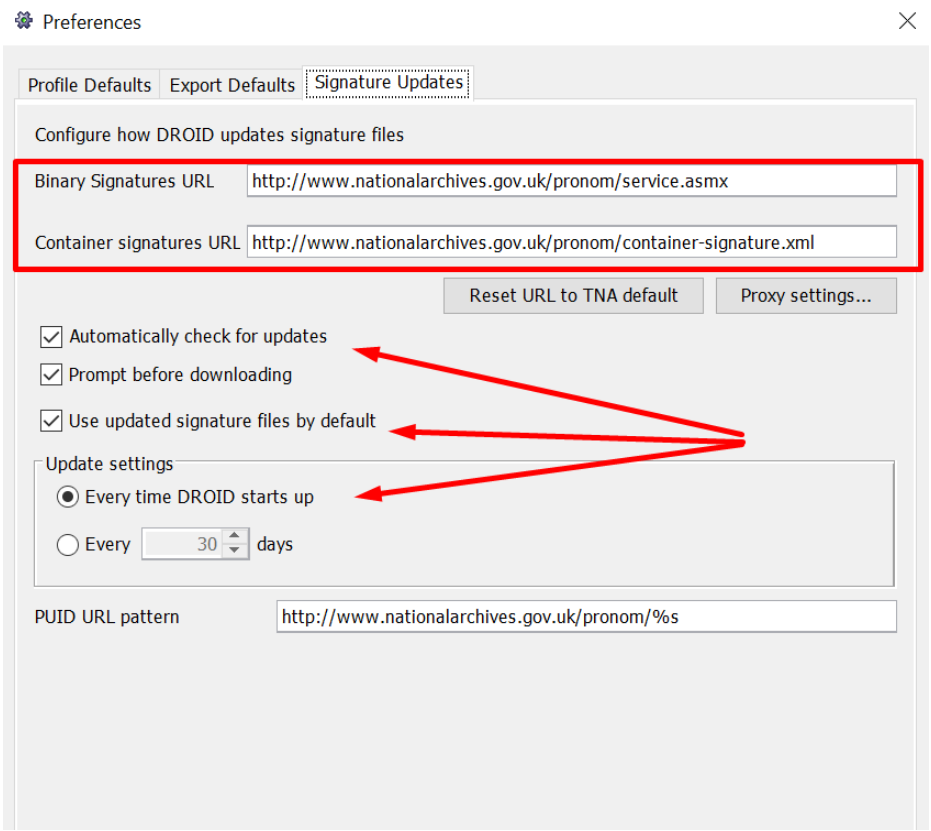 Preferences
Profile Defaults Export Defaults Signature Updates
Configure how DROID updates signature files
Binary Signatures URL http://www.nationalarchives.gov.uk/pronom/service.asmx
Container signatures URL http://www.nationalarchives.gov.uk/pronom/container-signature.xml
Reset URL to TNA default Proxy settings...
Automatically check for updates
Prompt before downloading
Use updated signature files by default
Update settings
Every time DROID starts up
Every 30 days
PUID URL pattern http://www.nationalarchives.gov.uk/pronom/%s